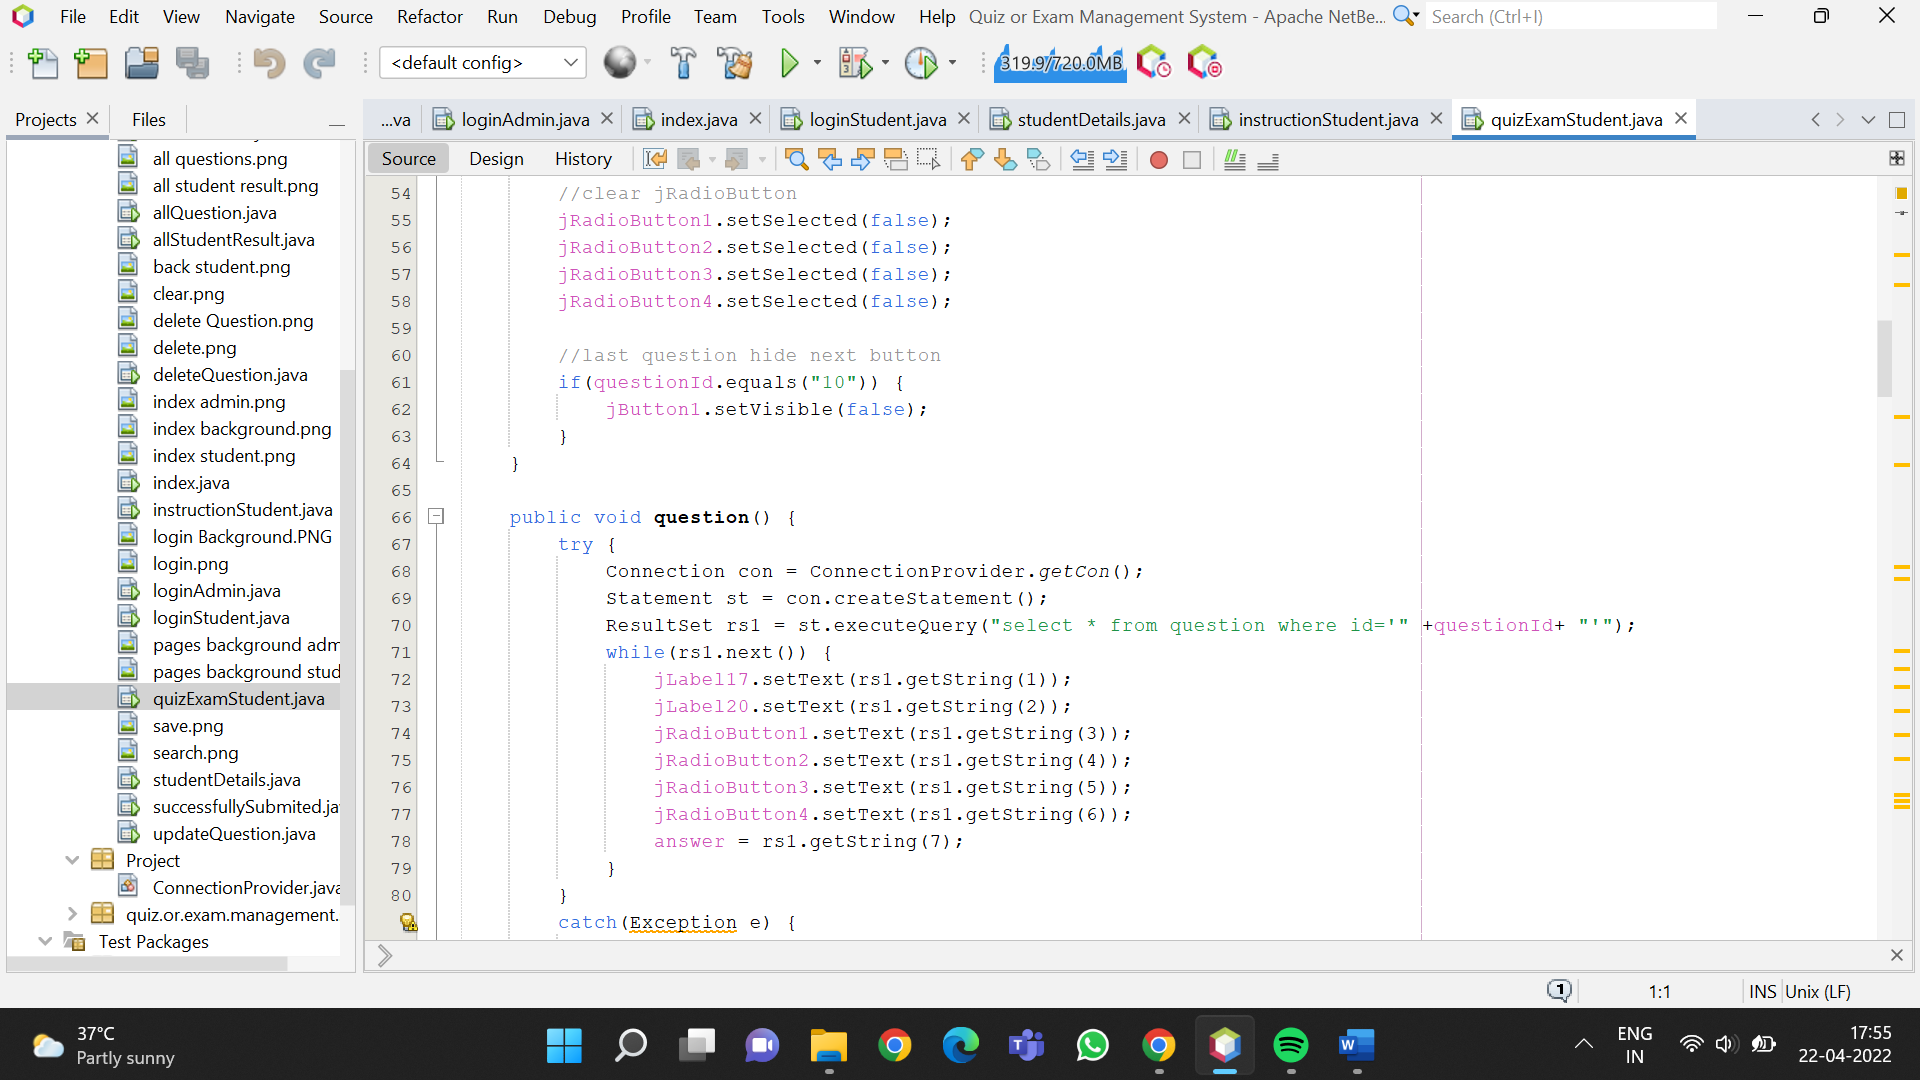 File Edit View Navigate Source Refactor Run Debug Profile Team Tools Window Help Quiz or Exam Management System - Apache NetBe... Search (Ctrl+I)
<default config> 319.9/720.0MB
Projects Files ...va loginAdmin.java index.java loginStudent.java studentDetails.java instructionStudent.java quizExamStudent.java
Source Design History
all questions.png
all student result.png
allQuestion.java
allStudentResult.java
back student.png
clear.png
delete Question.png
delete.png
deleteQuestion.java
index admin.png
index background.png
index student.png
index.java
instructionStudent.java
login Background.PNG
login.png
loginAdmin.java
loginStudent.java
pages background adm
pages background stud
quizExamStudent.java
save.png
search.png
studentDetails.java
successfullySubmited.ja
updateQuestion.java
Project
ConnectionProvider.java
quiz.or.exam.management.
Test Packages
54 //clear jRadioButton
55 jRadioButton1.setSelected(false);
56 jRadioButton2.setSelected(false);
57 jRadioButton3.setSelected(false);
58 jRadioButton4.setSelected(false);
59
60 //last question hide next button
61 if(questionId.equals("10")) {
62 jButton1.setVisible(false);
63 }
64 }
65
66 public void question() {
67 try {
68 Connection con = ConnectionProvider.getCon();
69 Statement st = con.createStatement();
70 ResultSet rs1 = st.executeQuery("select * from question where id='" +questionId+ "'");
71 while(rs1.next()) {
72 jLabel17.setText(rs1.getString(1));
73 jLabel20.setText(rs1.getString(2));
74 jRadioButton1.setText(rs1.getString(3));
75 jRadioButton2.setText(rs1.getString(4));
76 jRadioButton3.setText(rs1.getString(5));
77 jRadioButton4.setText(rs1.getString(6));
78 answer = rs1.getString(7);
79 }
80 }
catch(Exception e) {
1 1:1 INS Unix (LF)
37°C
Partly sunny
ENG
IN
17:55
22-04-2022